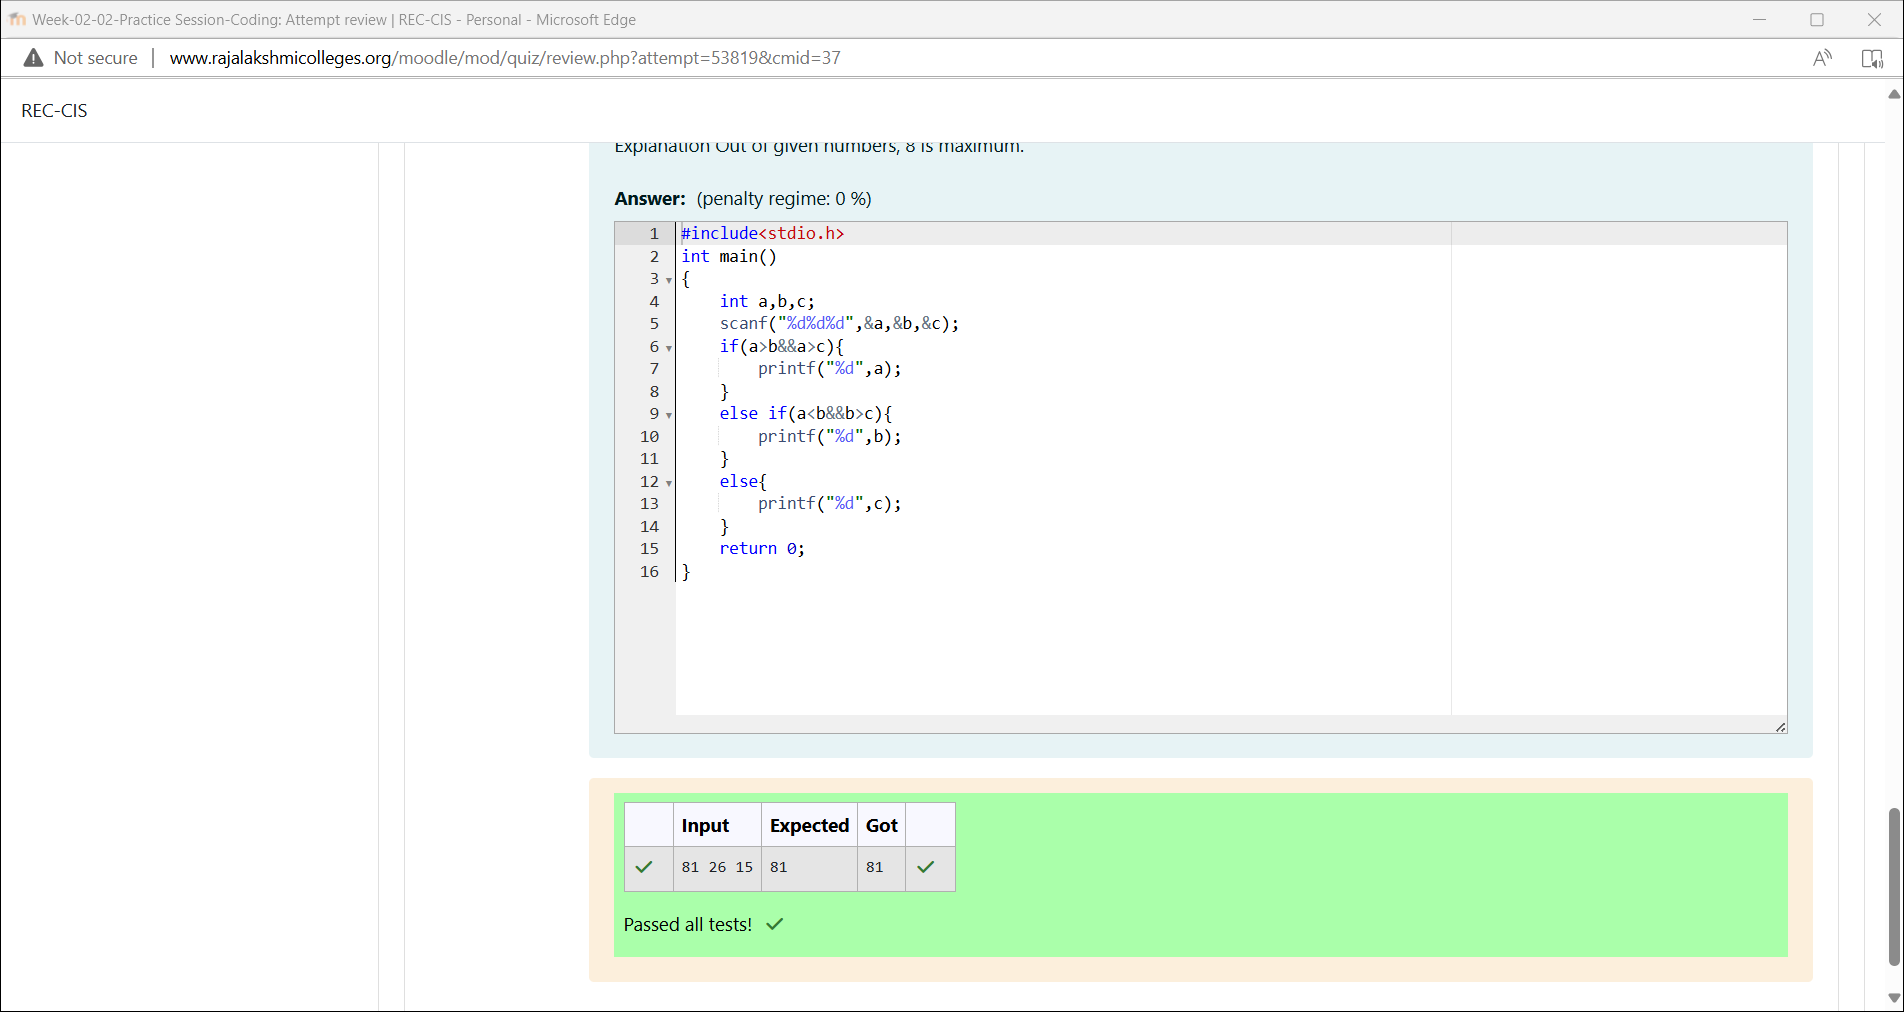 Week-02-02-Practice Session-Coding: Attempt review | REC-CIS - Personal - Microsoft Edge
Not secure | www.rajalakshmicolleges.org/moodle/mod/quiz/review.php?attempt=53819&cmid=37
REC-CIS
Explanation Out of given numbers, 8 is maximum.
Answer: (penalty regime: 0 %)
1 #include<stdio.h>
2 int main()
3 {
4     int a,b,c;
5     scanf("%d%d%d",&a,&b,&c);
6     if(a>b&&a>c){
7         printf("%d",a);
8     }
9     else if(a<b&&b>c){
10         printf("%d",b);
11     }
12     else{
13         printf("%d",c);
14     }
15     return 0;
16 }
Input Expected Got
81 26 15 81 81
Passed all tests!